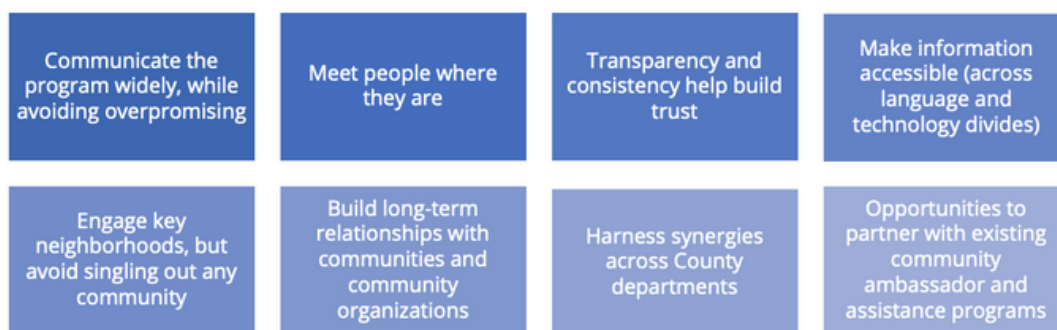 Communicate the
program widely, while
avoiding overpromising
Meet people where
they are
Transparency and
consistency help build
trust
Make information
accessible (across
language and
technology divides)
Engage key
neighborhoods, but
avoid singling out any
community
Build long-term
relationships with
communities and
community
organizations
Harness synergies
across County
departments
Opportunities to
partner with existing
community
ambassador and
assistance programs